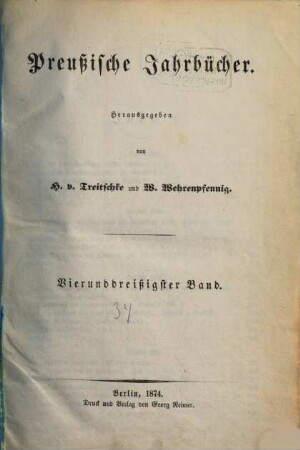 Preußische Jahrbücher.
Herausgegeben
von
H. v. Treitschke und W. Wehrenpfennig.
Vierunddreißigster Band.
34
Berlin, 1874.
Druck und Verlag von Georg Reimer.